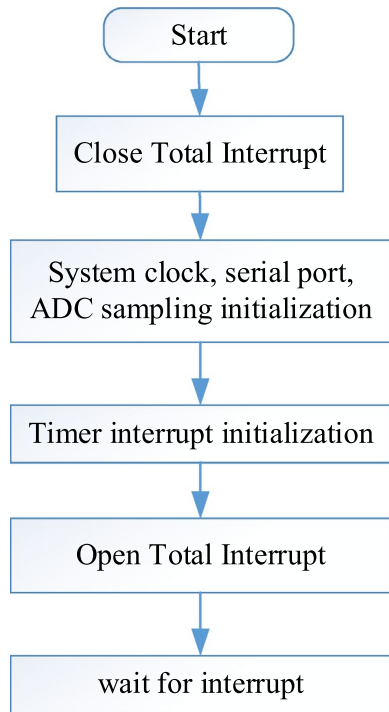 Start
Close Total Interrupt
System clock, serial port,
ADC sampling initialization
Timer interrupt initialization
Open Total Interrupt
wait for interrupt